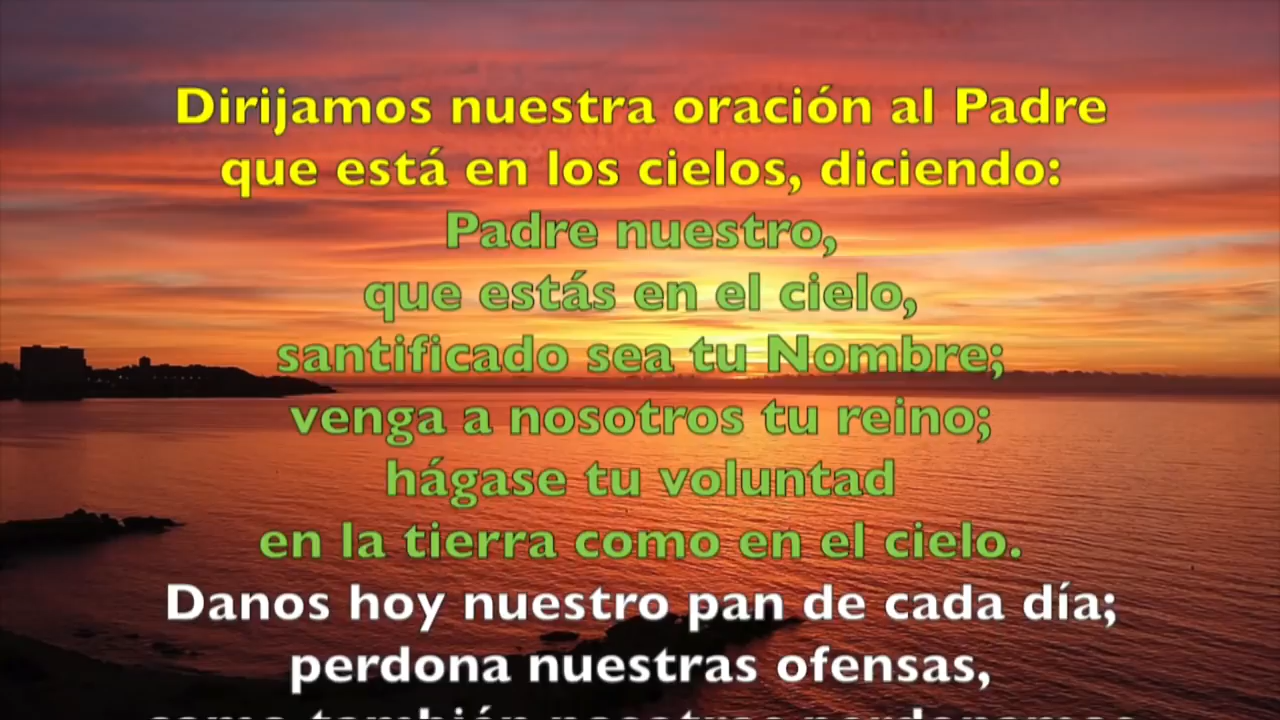 Dirijamos nuestra oración al Padre
que está en los cielos, diciendo:
Padre nuestro,
que estás en el cielo,
santificado sea tu Nombre;
venga a nosotros tu reino;
hágase tu voluntad
en la tierra como en el cielo.
Danos hoy nuestro pan de cada día;
perdona nuestras ofensas,